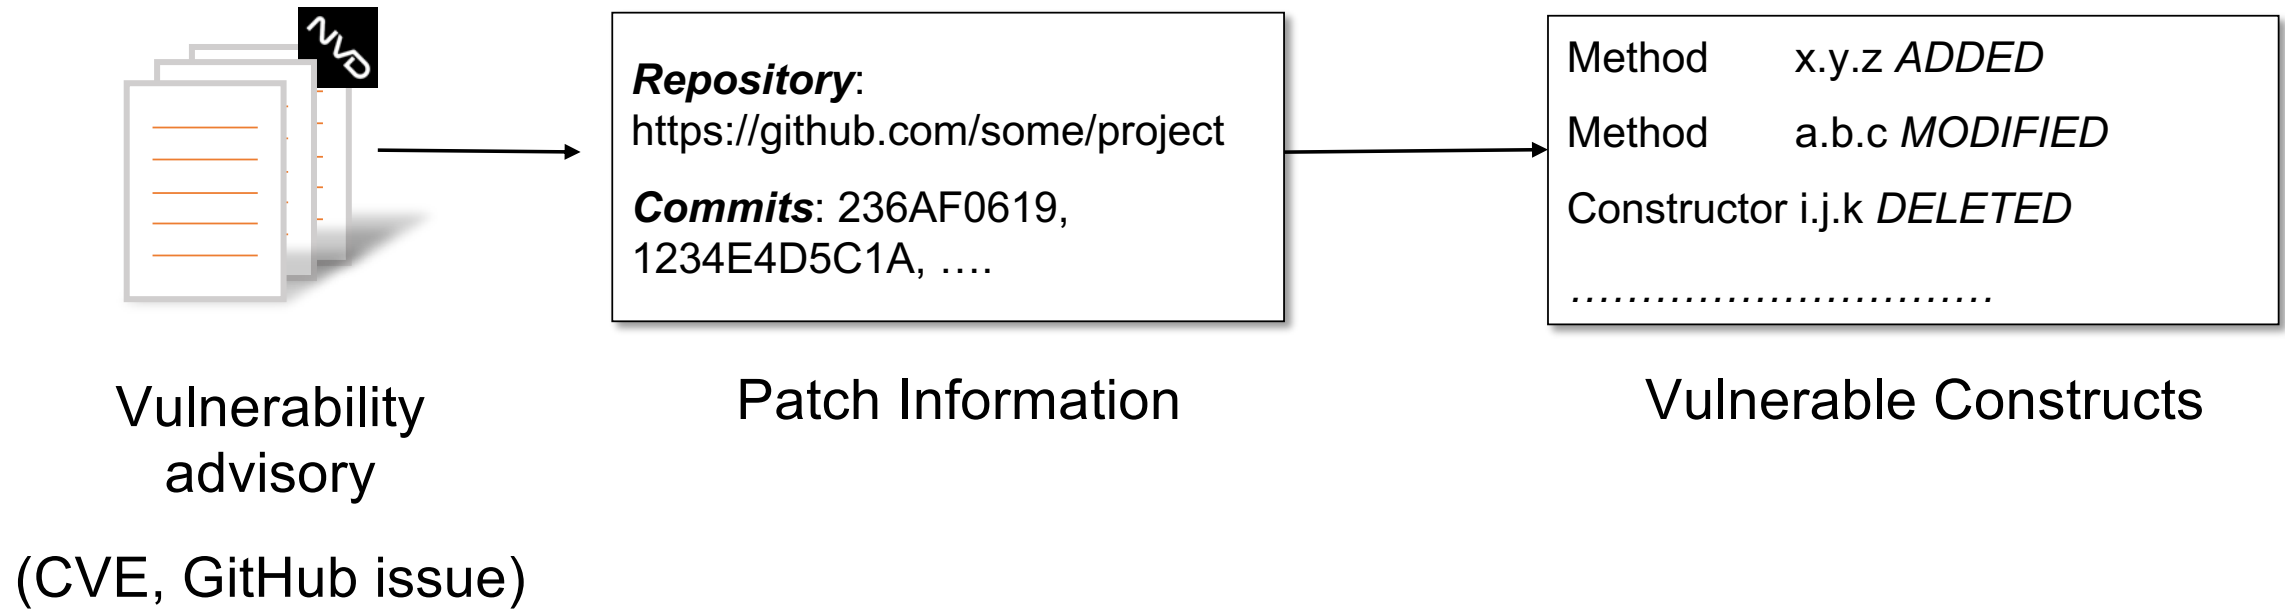 NVD
Repository:
https://github.com/some/project
Commits: 236AF0619,
1234E4D5C1A, ….
Method x.y.z ADDED
Method a.b.c MODIFIED
Constructor i.j.k DELETED
…………………………
Vulnerability
advisory
(CVE, GitHub issue)
Patch Information
Vulnerable Constructs